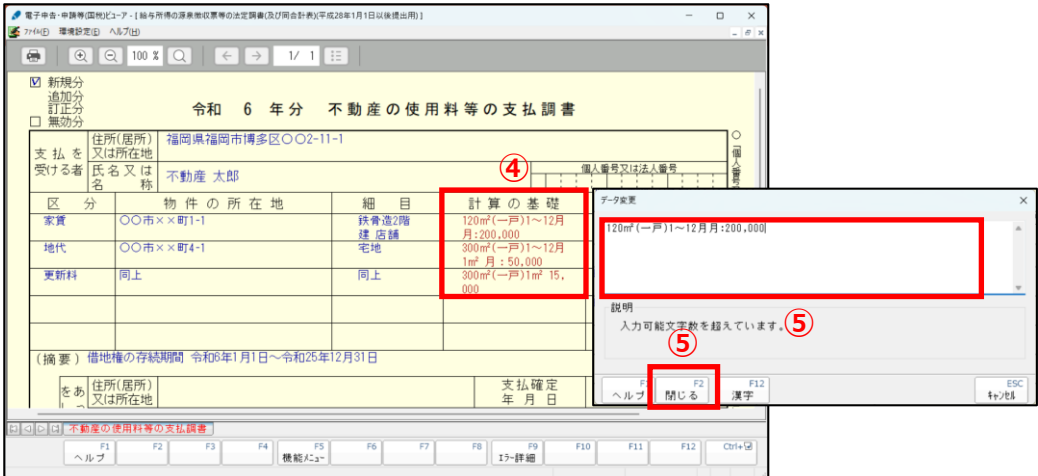 電子申告・申請等(国税)ビューア - [ 給与所得の源泉徴収票等の法定調書(及び同合計表)(平成28年1月1日以後提出用) ]
ファイル(F) 環境設定(E) ヘルプ(H)
100 % 1/ 1
新規分
追加分
訂正分
無効分
令和 6 年分 不動産の使用料等の支払調書
支払を受ける者
住所(居所)又は所在地
福岡県福岡市博多区〇〇2-11-1
氏名又は名称
不動産 太郎
個人番号又は法人番号
④
区 分 物件の所在地 細 目 計算の基礎
家賃 〇〇市××町1-1 鉄骨造2階建 店舗 120㎡(一戸)1～12月月:200,000
地代 〇〇市××町4-1 宅地 300㎡(一戸)1～12月1㎡ 月:50,000
更新料 同上 同上 300㎡(一戸)1㎡ 15,000
(摘要) 借地権の存続期間 令和6年1月1日～令和25年12月31日
をあ
住所(居所)又は所在地
支払確定年月日
不動産の使用料等の支払調書
F1 ヘルプ F2 F3 F4 F5 機能メニュー F6 F7 F8 F9 エラー詳細 F10 F11 F12 Ctrl+
データ変更
120㎡(一戸)1～12月月:200,000
説明
入力可能文字数を超えています。
⑤
⑤
F1 ヘルプ F2 閉じる F12 漢字 ESC キャンセル